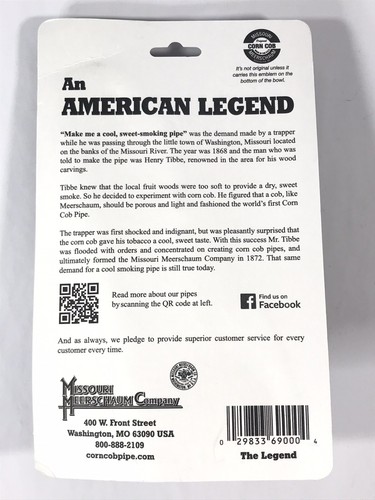 MISSOURI
CORN COB
MEERSCHAUM
It's not original unless it
carries this emblem on the
bottom of the bowl.
An
AMERICAN LEGEND
"Make me a cool, sweet-smoking pipe" was the demand made by a trapper
while he was passing through the little town of Washington, Missouri located
on the banks of the Missouri River. The year was 1868 and the man who was
told to make the pipe was Henry Tibbe, renowned in the area for his wood
carvings.
Tibbe knew that the local fruit woods were too soft to provide a dry, sweet
smoke. So he decided to experiment with corn cob. He figured that a cob, like
Meerschaum, should be porous and light and fashioned the world's first Corn
Cob Pipe.
The trapper was first shocked and indignant, but was pleasantly surprised that
the corn cob gave his tobacco a cool, sweet taste. With this success Mr. Tibbe
was flooded with orders and concentrated on creating corn cob pipes, and
ultimately formed the Missouri Meerschaum Company in 1872. That same
demand for a cool smoking pipe is still true today.
Read more about our pipes
by scanning the QR code at left.
f Find us on
Facebook
And as always, we pledge to provide superior customer service for every
customer every time.
MISSOURI
MEERSCHAUM Company
400 W. Front Street
Washington, MO 63090 USA
800-888-2109
corncobpipe.com
0 29833 69000 4
The Legend